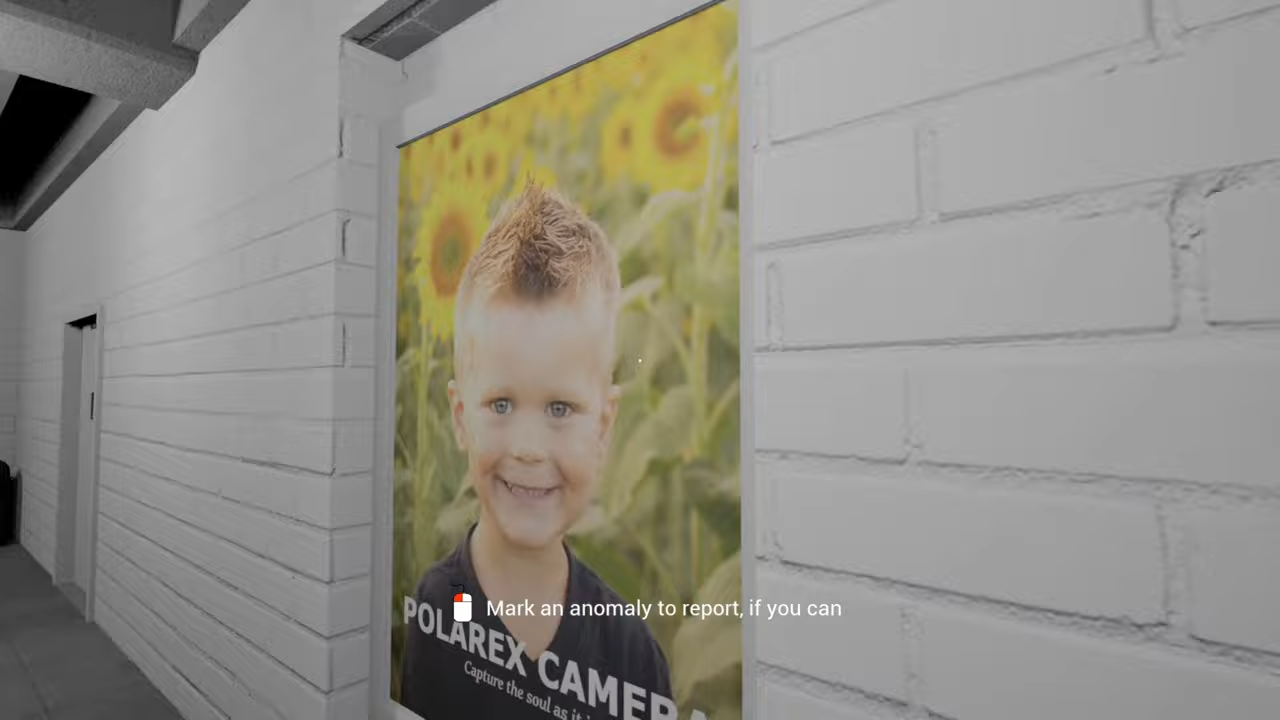 Mark an anomaly to report, if you can
POLAREX CAMERA
Capture the soul as it